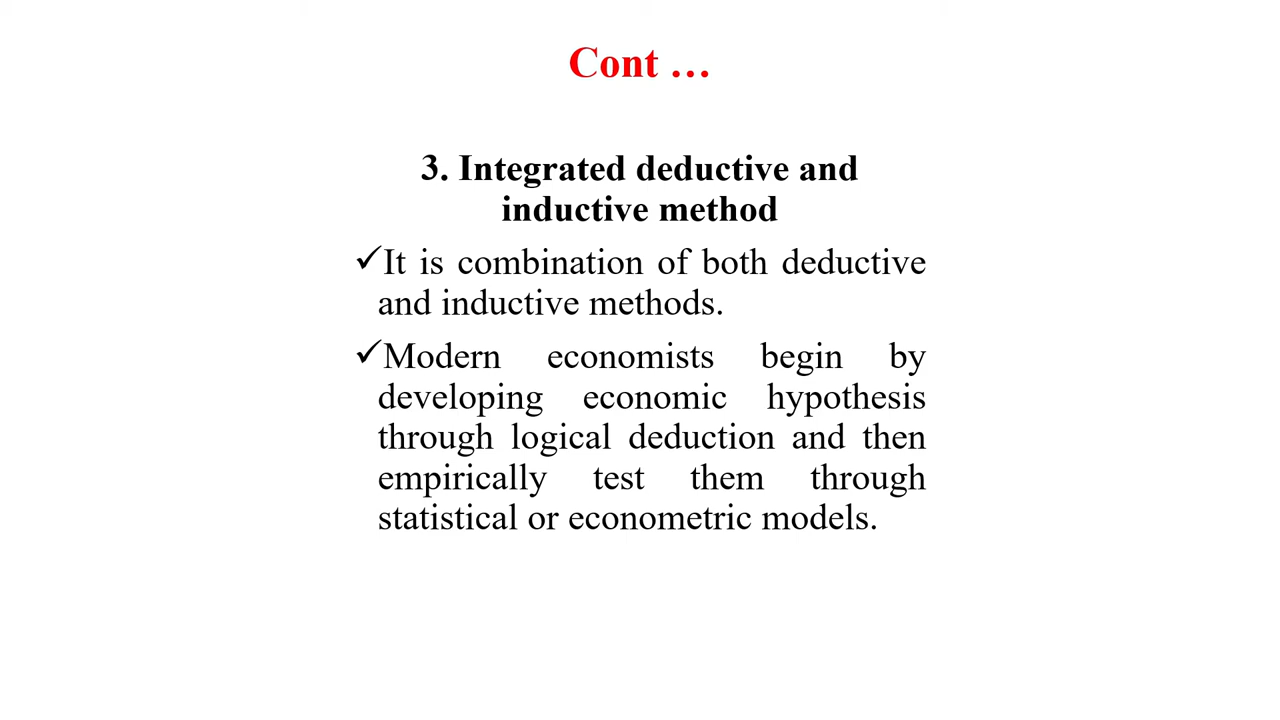 Cont …
3. Integrated deductive and
inductive method
✓It is combination of both deductive
and inductive methods.
✓Modern economists begin by
developing economic hypothesis
through logical deduction and then
empirically test them through
statistical or econometric models.